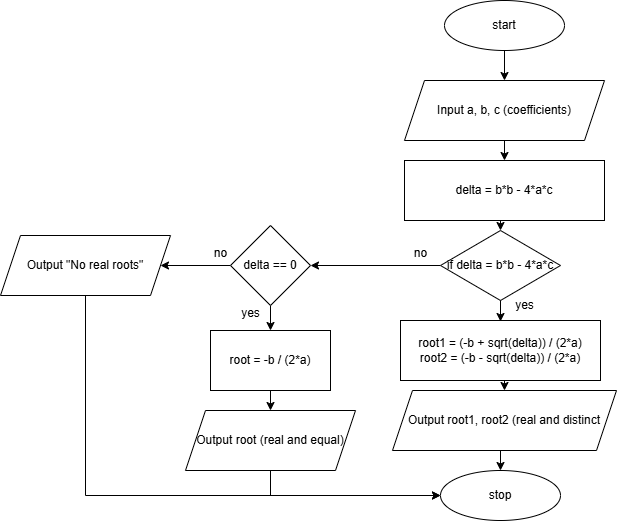 start
Input a, b, c (coefficients)
delta = b*b - 4*a*c
if delta = b*b - 4*a*c
no
yes
delta == 0
no
yes
Output "No real roots"
root1 = (-b + sqrt(delta)) / (2*a)
root2 = (-b - sqrt(delta)) / (2*a)
root = -b / (2*a)
Output root1, root2 (real and distinct
Output root (real and equal)
stop